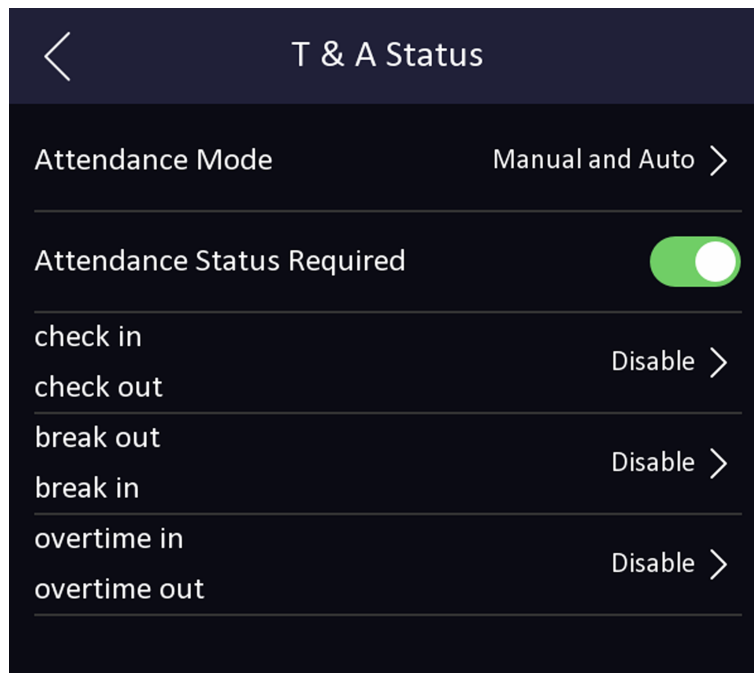 T & A Status
Attendance Mode Manual and Auto
Attendance Status Required
check in
check out
Disable
break out
break in
Disable
overtime in
overtime out
Disable